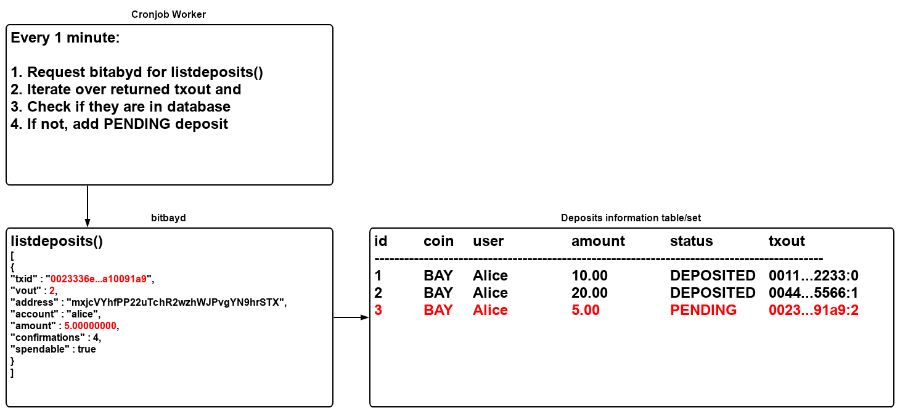 Cronjob Worker
Every 1 minute:
1. Request bitabyd for listdeposits()
2. Iterate over returned txout and
3. Check if they are in database
4. If not, add PENDING deposit
bitbayd
listdeposits()
[
{
"txid" : "0023336e...a10091a9",
"vout" : 2,
"address" : "mxjcVYhfPP22uTchR2wzhWJPvgYN9hrSTX",
"account" : "alice",
"amount" : 5.00000000,
"confirmations" : 4,
"spendable" : true
}
]
Deposits information table/set
id coin user amount status txout
1 BAY Alice 10.00 DEPOSITED 0011...2233:0
2 BAY Alice 20.00 DEPOSITED 0044...5566:1
3 BAY Alice 5.00 PENDING 0023...91a9:2